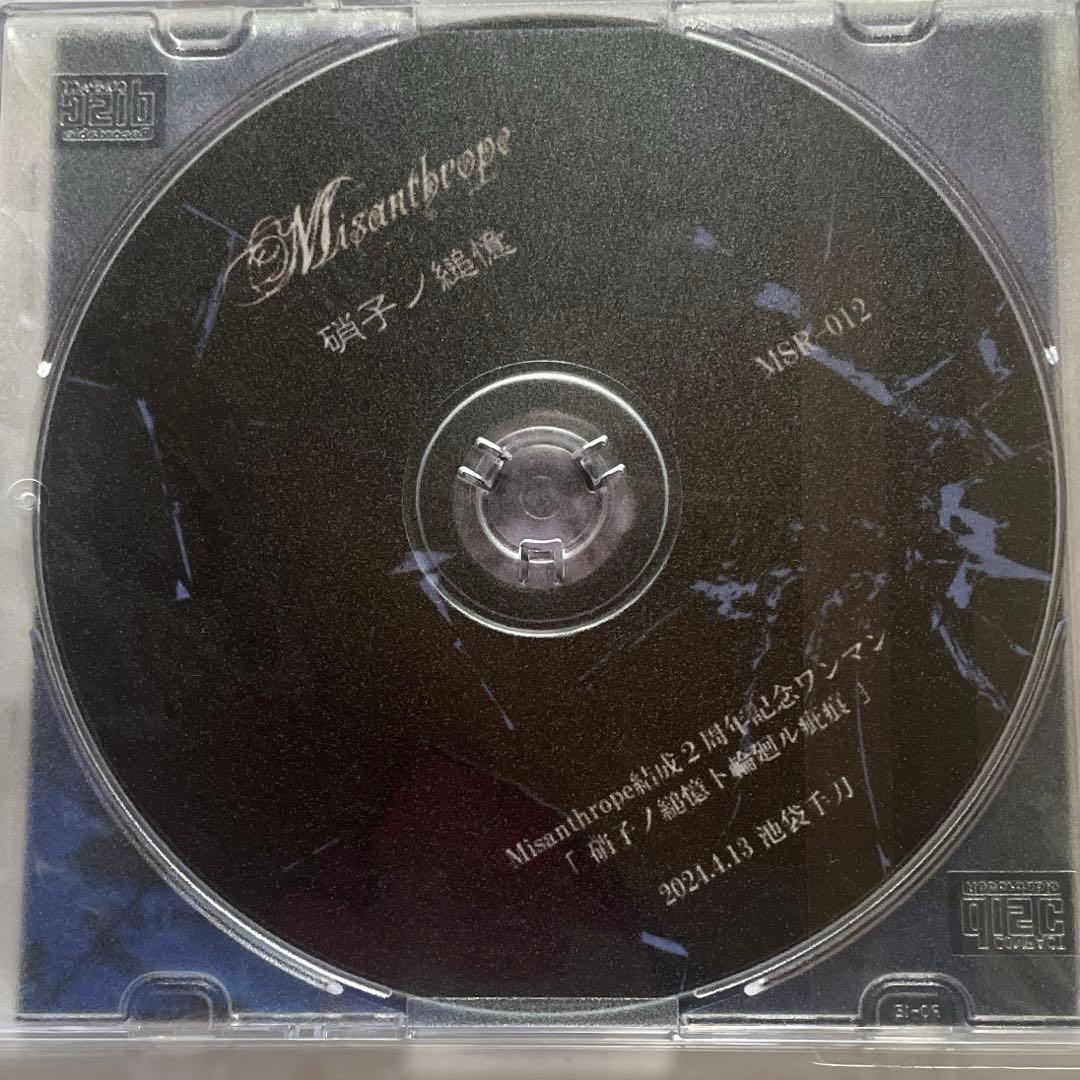 Misanthrope
硝子ノ縋憶
MSR-012
Misanthrope結成2周年記念ワンマン
「硝子ノ縋憶ト輪廻ル疵痕」
2024.4.13 池袋手刀